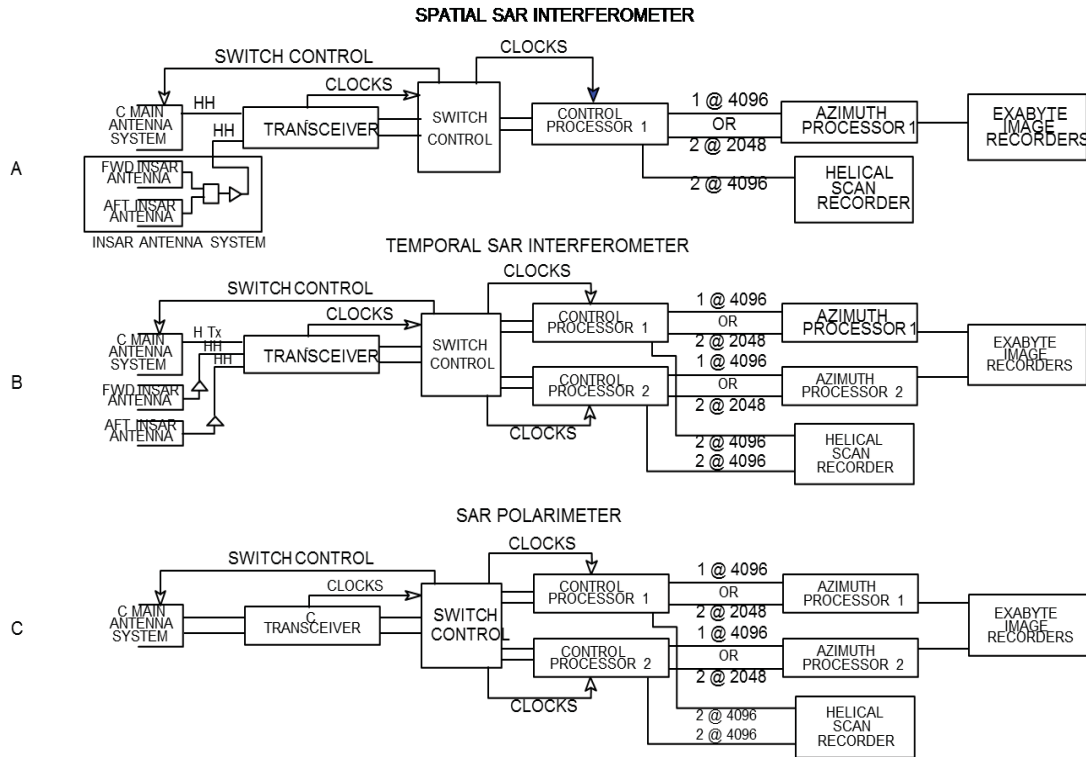 SPATIAL SAR INTERFEROMETER
SWITCH CONTROL
CLOCKS
CLOCKS
A
C MAIN
ANTENNA
SYSTEM
HH
HH
TRANSCEIVER
SWITCH
CONTROL
CONTROL
PROCESSOR 1
1 @ 4096
OR
2 @ 2048
2 @ 4096
AZIMUTH
PROCESSOR 1
EXABYTE
IMAGE
RECORDERS
HELICAL
SCAN
RECORDER
FWD INSAR
ANTENNA
AFT INSAR
ANTENNA
INSAR ANTENNA SYSTEM
TEMPORAL SAR INTERFEROMETER
SWITCH CONTROL
CLOCKS
CLOCKS
B
C MAIN
ANTENNA
SYSTEM
H Tx
HH
HH
FWD INSAR
ANTENNA
AFT INSAR
ANTENNA
TRANSCEIVER
SWITCH
CONTROL
CONTROL
PROCESSOR 1
CONTROL
PROCESSOR 2
CLOCKS
1 @ 4096
OR
2 @ 2048
1 @ 4096
OR
2 @ 2048
2 @ 4096
2 @ 4096
AZIMUTH
PROCESSOR 1
AZIMUTH
PROCESSOR 2
EXABYTE
IMAGE
RECORDERS
HELICAL
SCAN
RECORDER
SAR POLARIMETER
SWITCH CONTROL
CLOCKS
CLOCKS
C
C MAIN
ANTENNA
SYSTEM
C
TRANSCEIVER
SWITCH
CONTROL
CONTROL
PROCESSOR 1
CONTROL
PROCESSOR 2
CLOCKS
1 @ 4096
OR
2 @ 2048
1 @ 4096
OR
2 @ 2048
2 @ 4096
2 @ 4096
AZIMUTH
PROCESSOR 1
AZIMUTH
PROCESSOR 2
EXABYTE
IMAGE
RECORDERS
HELICAL
SCAN
RECORDER